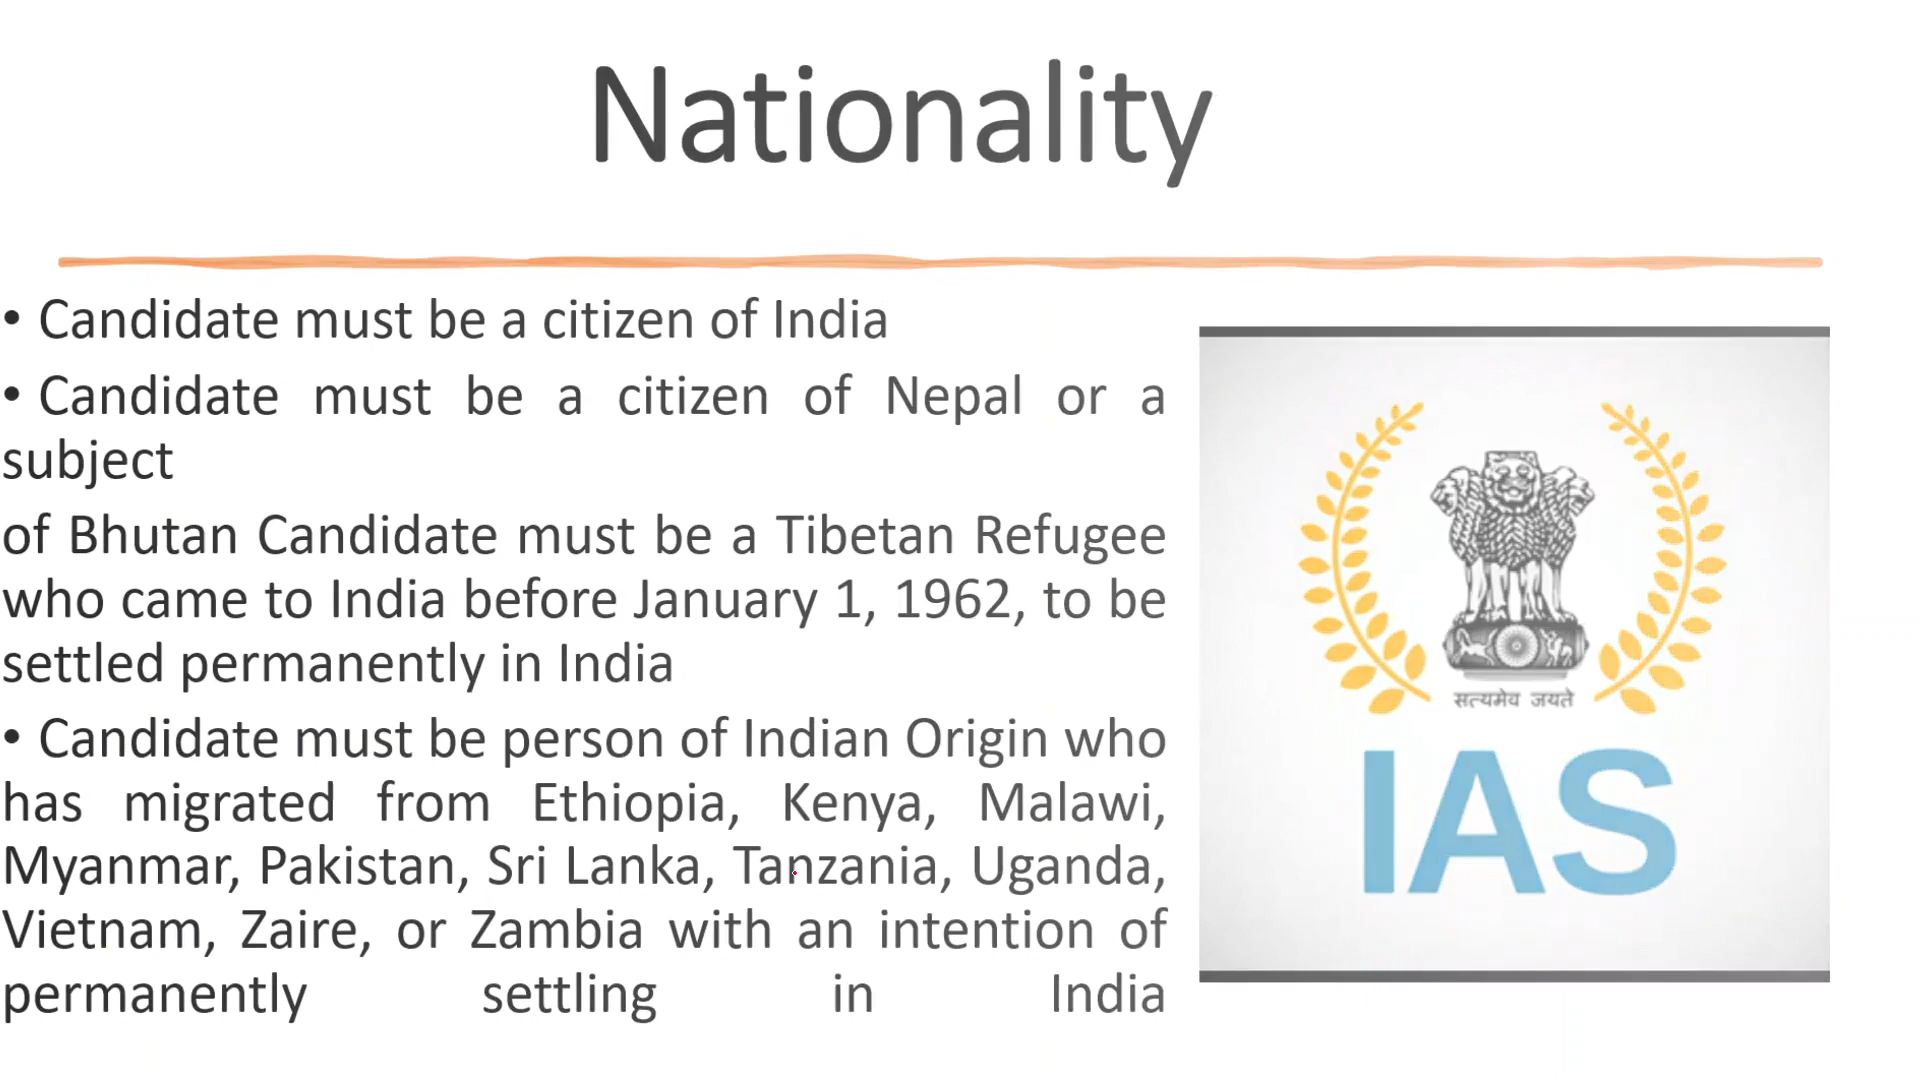 Nationality
• Candidate must be a citizen of India
• Candidate must be a citizen of Nepal or a
subject
of Bhutan Candidate must be a Tibetan Refugee
who came to India before January 1, 1962, to be
settled permanently in India
• Candidate must be person of Indian Origin who
has migrated from Ethiopia, Kenya, Malawi,
Myanmar, Pakistan, Sri Lanka, Tanzania, Uganda,
Vietnam, Zaire, or Zambia with an intention of
permanently settling in India
सत्यमेव जयते
IAS